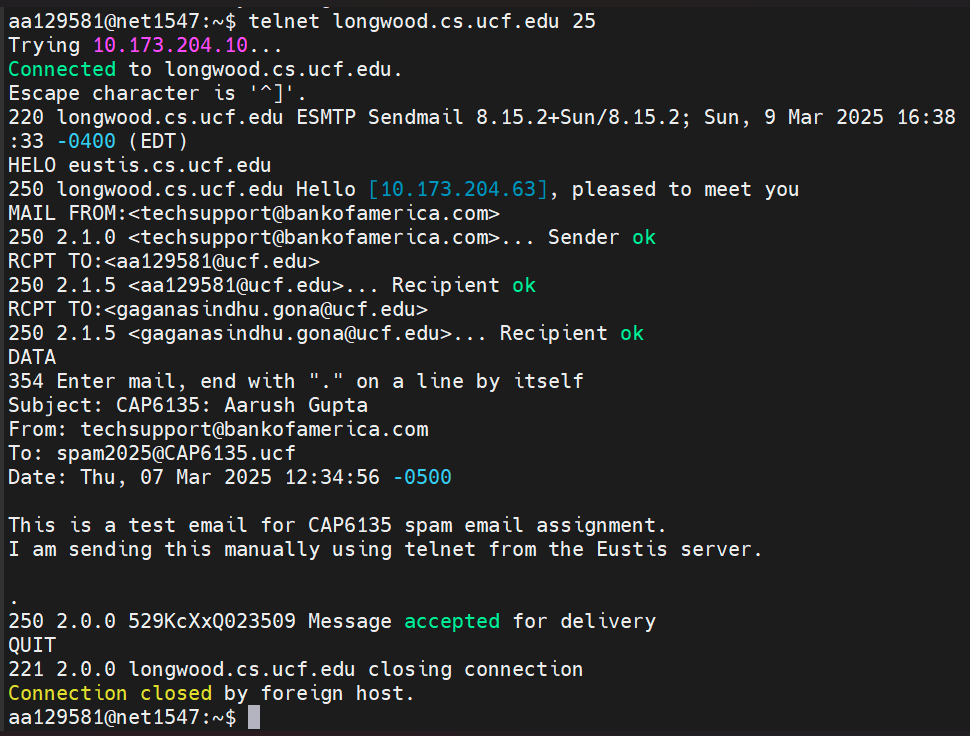 aa129581@net1547:~$ telnet longwood.cs.ucf.edu 25
Trying 10.173.204.10...
Connected to longwood.cs.ucf.edu.
Escape character is '^]'.
220 longwood.cs.ucf.edu ESMTP Sendmail 8.15.2+Sun/8.15.2; Sun, 9 Mar 2025 16:38
:33 -0400 (EDT)
HELO eustis.cs.ucf.edu
250 longwood.cs.ucf.edu Hello [10.173.204.63], pleased to meet you
MAIL FROM:<techsupport@bankofamerica.com>
250 2.1.0 <techsupport@bankofamerica.com>... Sender ok
RCPT TO:<aa129581@ucf.edu>
250 2.1.5 <aa129581@ucf.edu>... Recipient ok
RCPT TO:<gaganasindhu.gona@ucf.edu>
250 2.1.5 <gaganasindhu.gona@ucf.edu>... Recipient ok
DATA
354 Enter mail, end with "." on a line by itself
Subject: CAP6135: Aarush Gupta
From: techsupport@bankofamerica.com
To: spam2025@CAP6135.ucf
Date: Thu, 07 Mar 2025 12:34:56 -0500

This is a test email for CAP6135 spam email assignment.
I am sending this manually using telnet from the Eustis server.

.
250 2.0.0 529KcXxQ023509 Message accepted for delivery
QUIT
221 2.0.0 longwood.cs.ucf.edu closing connection
Connection closed by foreign host.
aa129581@net1547:~$